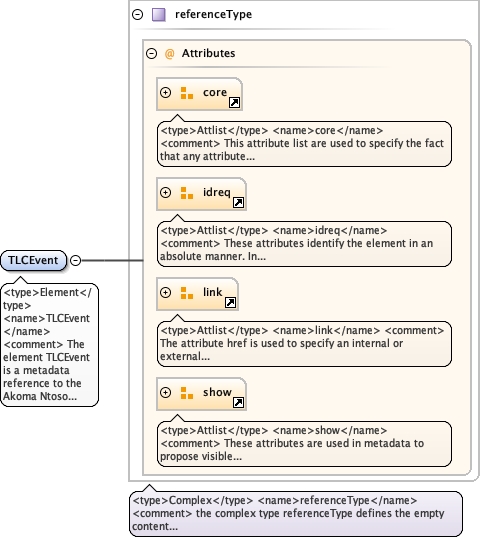 referenceType
@ Attributes
core
<type>Attlist</type> <name>core</name>
<comment> This attribute list are used to specify the fact
that any attribute...
idreq
<type>Attlist</type> <name>idreq</name>
<comment> These attributes identify the element in an
absolute manner. In...
TLCEvent
<type>Element</
type>
<name>TLCEvent
</name>
<comment> The
element TLCEvent
is a metadata
reference to the
Akoma Ntoso...
link
<type>Attlist</type> <name>link</name> <comment>
The attribute href is used to specify an internal or
external...
show
<type>Attlist</type> <name>show</name>
<comment> These attributes are used in metadata to
propose visible...
<type>Complex</type> <name>referenceType</name>
<comment> the complex type referenceType defines the empty
content...